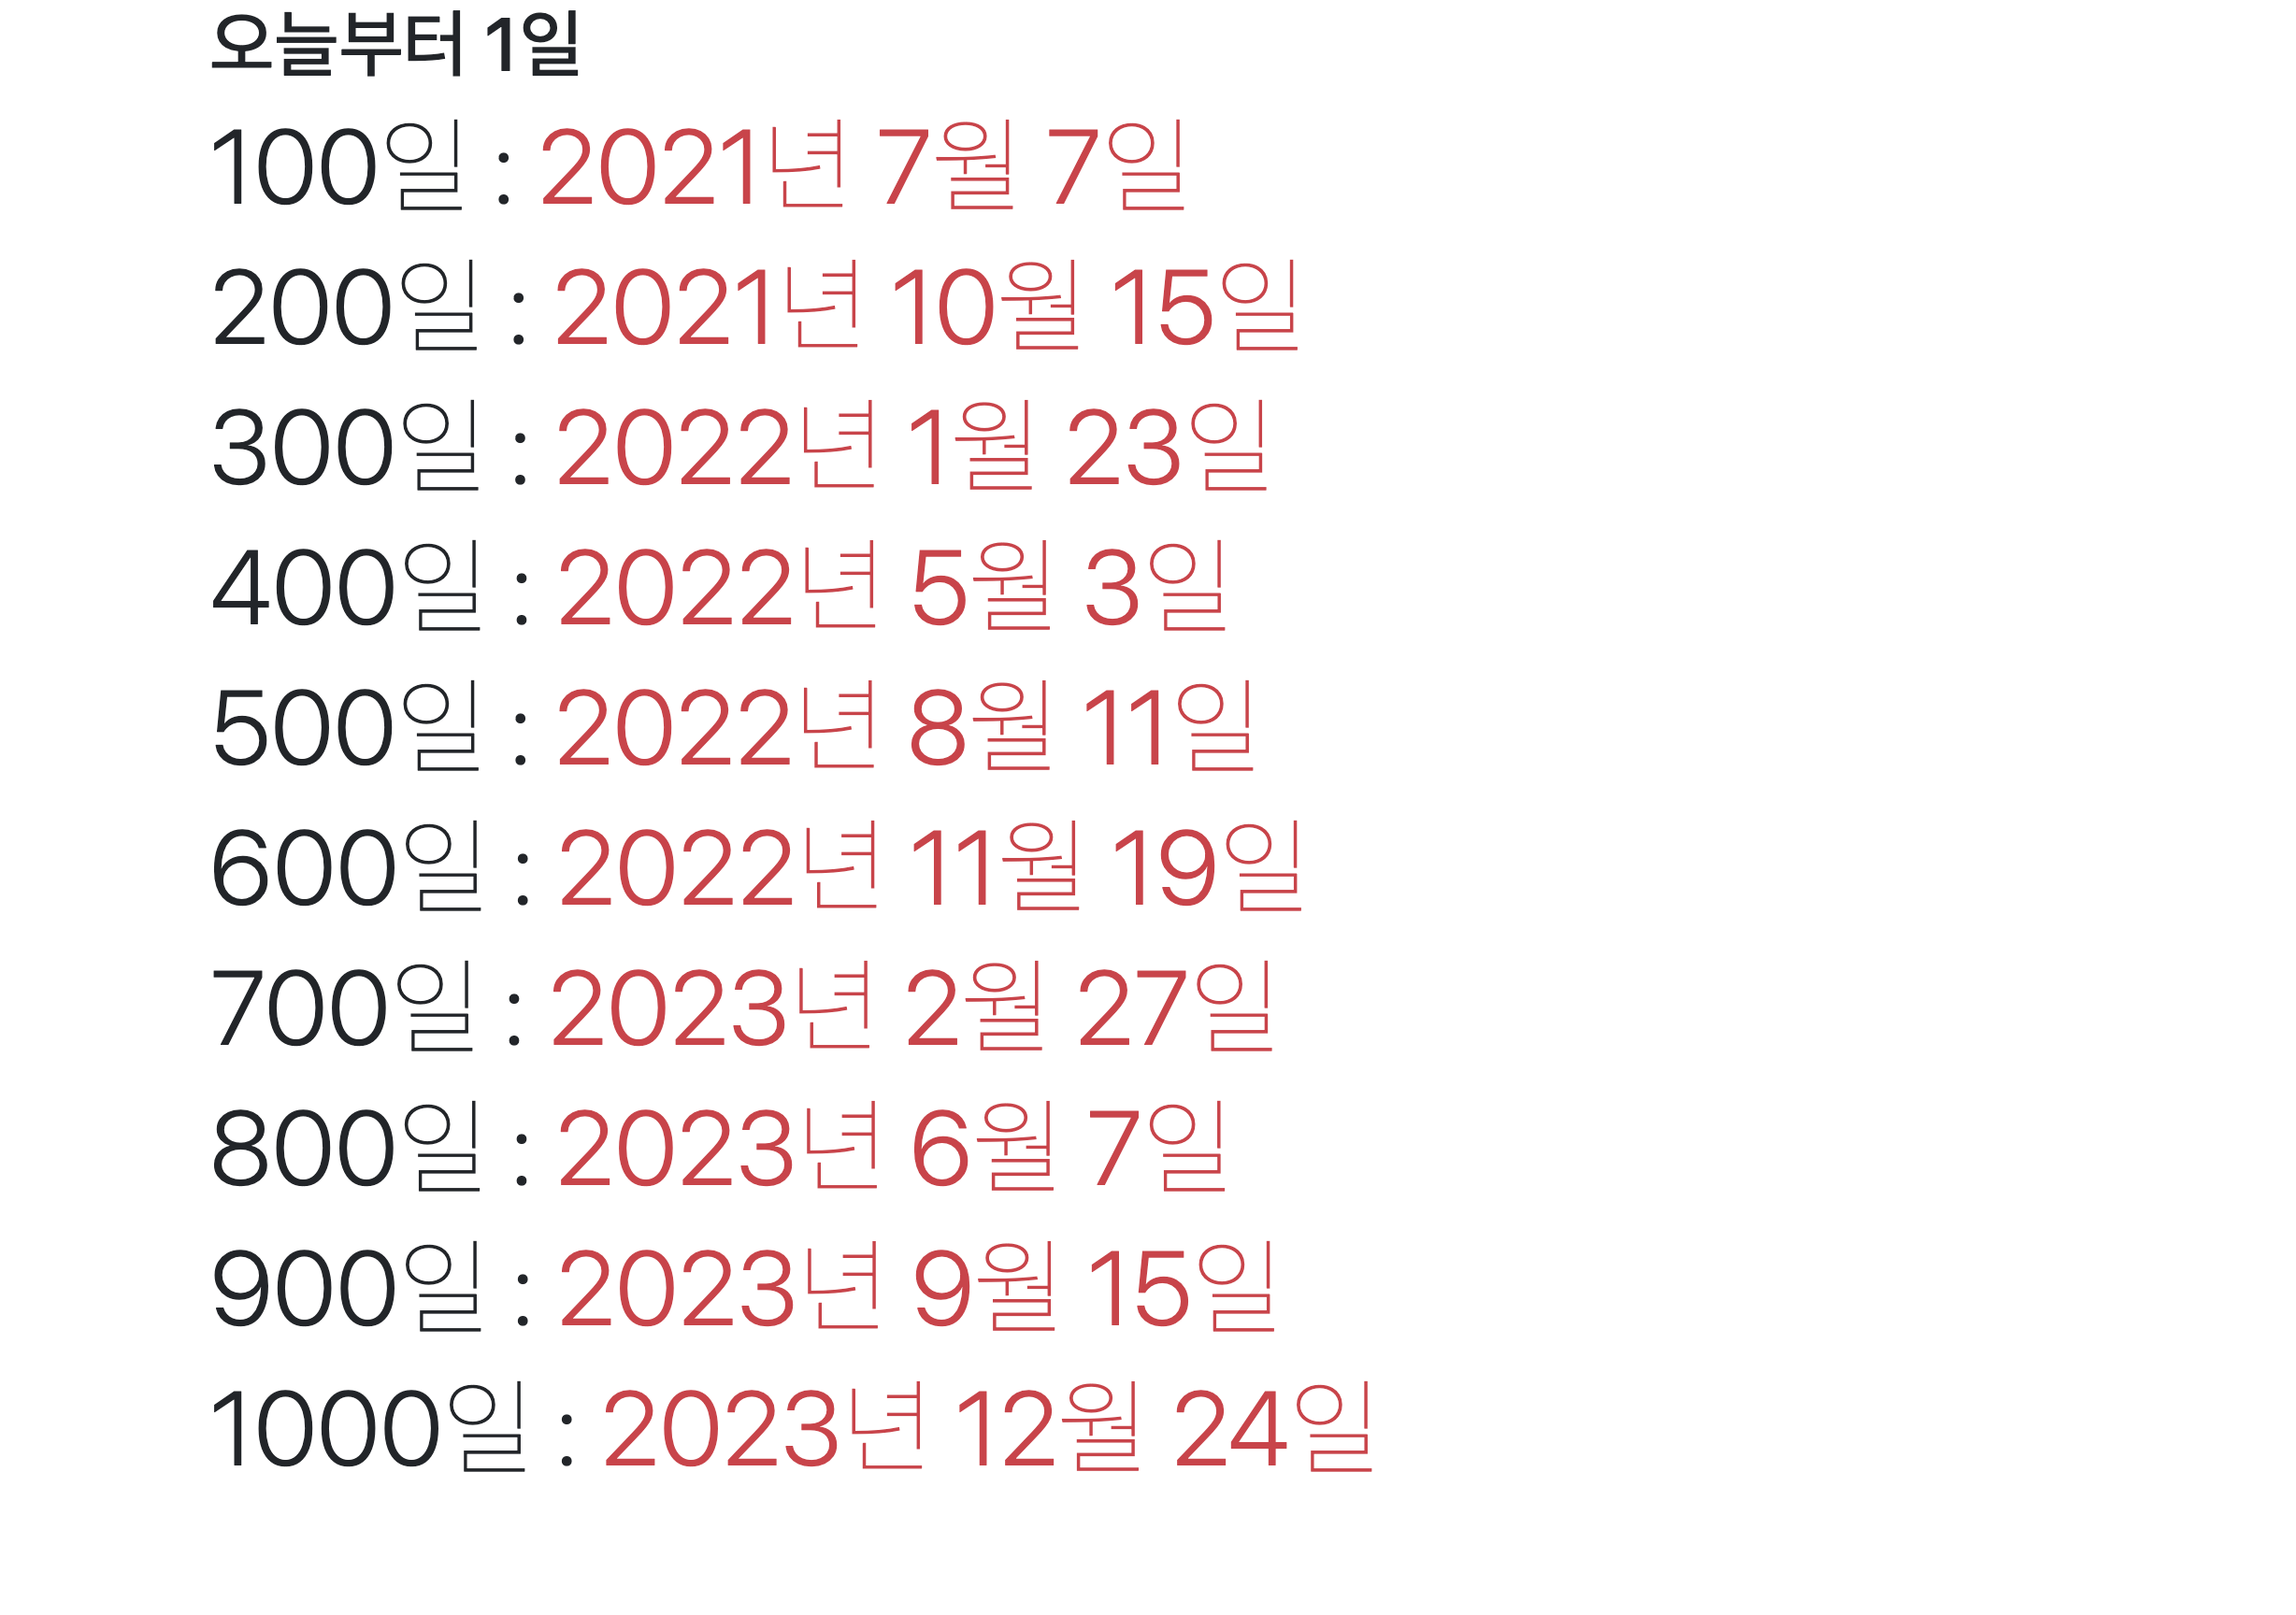 오늘부터 1일
100일 : 2021년 7월 7일
200일 : 2021년 10월 15일
300일 : 2022년 1월 23일
400일 : 2022년 5월 3일
500일 : 2022년 8월 11일
600일 : 2022년 11월 19일
700일 : 2023년 2월 27일
800일 : 2023년 6월 7일
900일 : 2023년 9월 15일
1000일 : 2023년 12월 24일